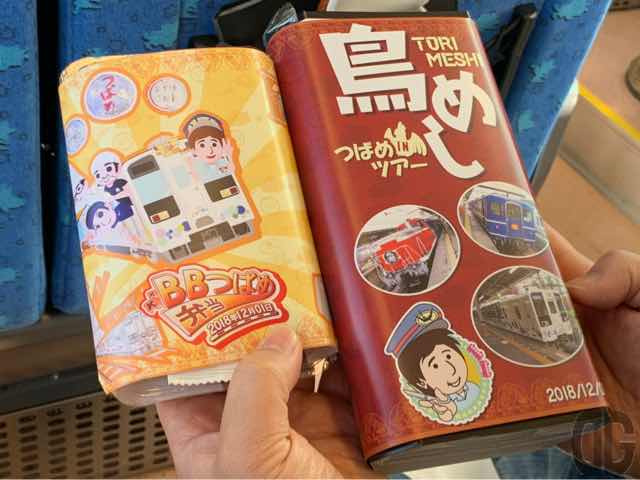 つばめ
BBつばめ
弁当
2018年12月01日
鳥めし
TORI
MESHI
つばめ
ツアー
2018/12/